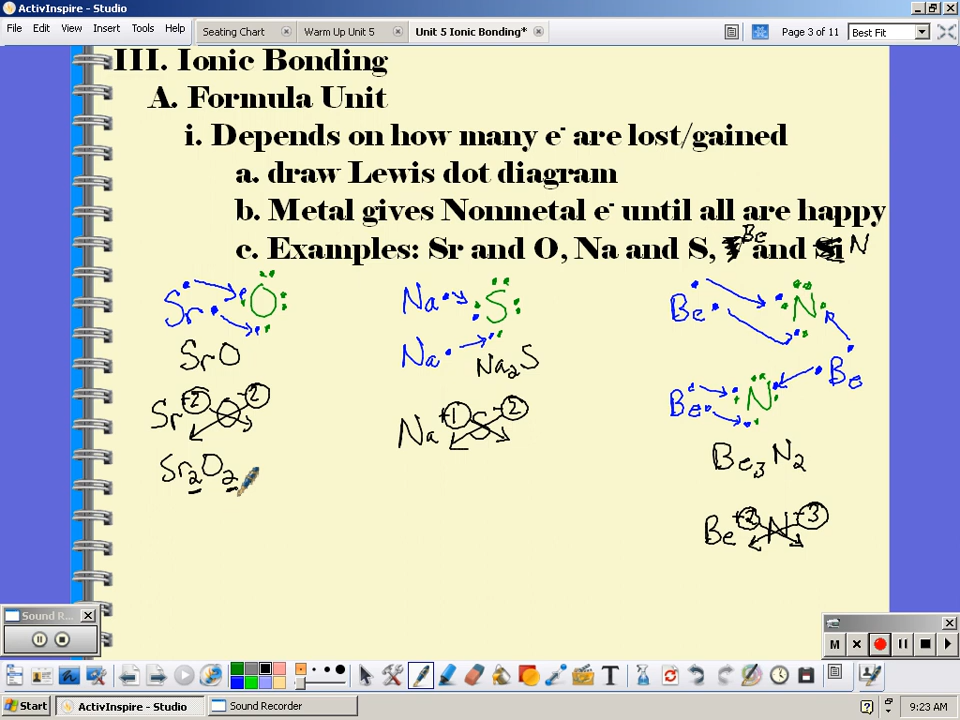 ActivInspire - Studio
File Edit View Insert Tools Help
Seating Chart
Warm Up Unit 5
Unit 5 Ionic Bonding*
Page 3 of 11
Best Fit
III. Ionic Bonding
A. Formula Unit
i. Depends on how many e- are lost/gained
a. draw Lewis dot diagram
b. Metal gives Nonmetal e- until all are happy
Be
c. Examples: Sr and O, Na and S, and N
Sr O
Na S
Be N
SrO
Na
Na2S
Be
Be N
Sr+2 O-2
Na+1 S-2
Be3N2
Sr2O2
Be+2 N-3
Sound R...
M
T
Start
ActivInspire - Studio
Sound Recorder
9:23 AM